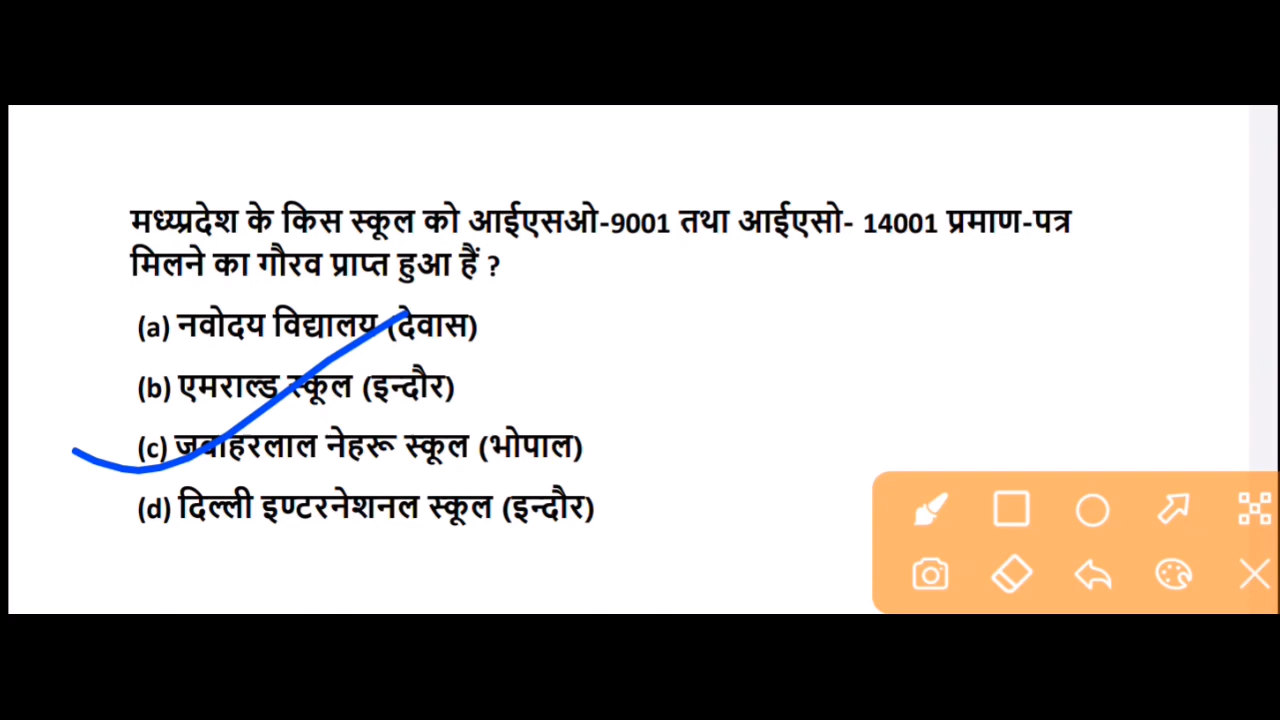 मध्य्प्रदेश के किस स्कूल को आईएसओ-9001 तथा आईएसो- 14001 प्रमाण-पत्र
मिलने का गौरव प्राप्त हुआ हैं ?
(a) नवोदय विद्यालय (देवास)
(b) एमराल्ड स्कूल (इन्दौर)
(c) जवाहरलाल नेहरू स्कूल (भोपाल)
(d) दिल्ली इण्टरनेशनल स्कूल (इन्दौर)